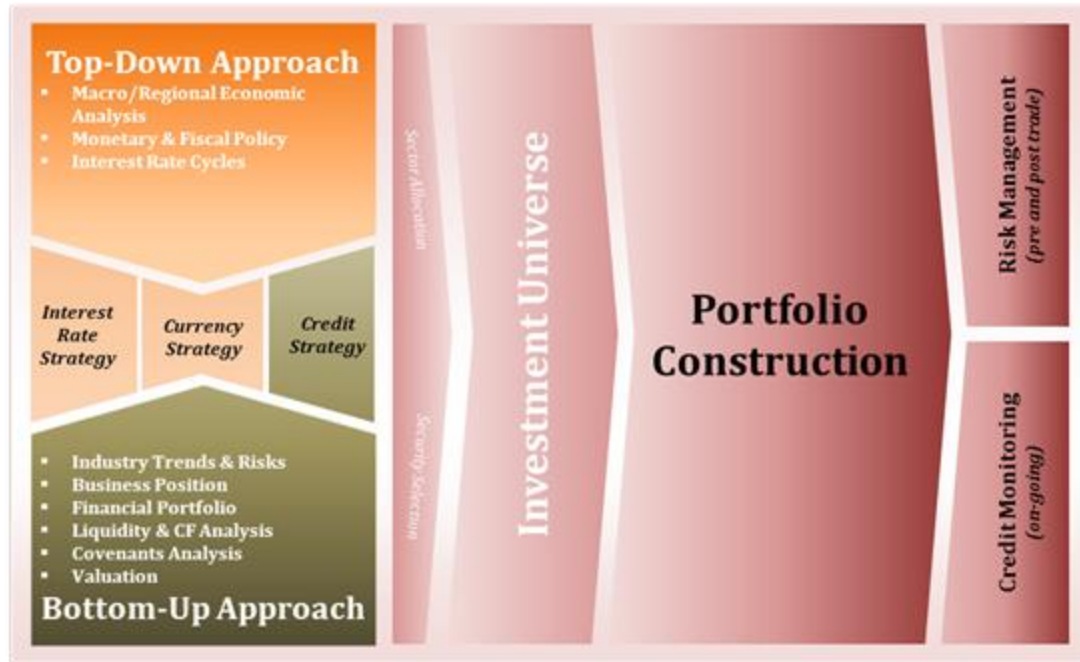 Top-Down Approach
▪ Macro/Regional Economic
Analysis
▪ Monetary & Fiscal Policy
▪ Interest Rate Cycles
Interest
Rate
Strategy
Currency
Strategy
Credit
Strategy
▪ Industry Trends & Risks
▪ Business Position
▪ Financial Portfolio
▪ Liquidity & CF Analysis
▪ Covenants Analysis
▪ Valuation
Bottom-Up Approach
Sector Allocation
Security Selection
Investment Universe
Portfolio
Construction
Risk Management
(pre and post trade)
Credit Monitoring
(on-going)